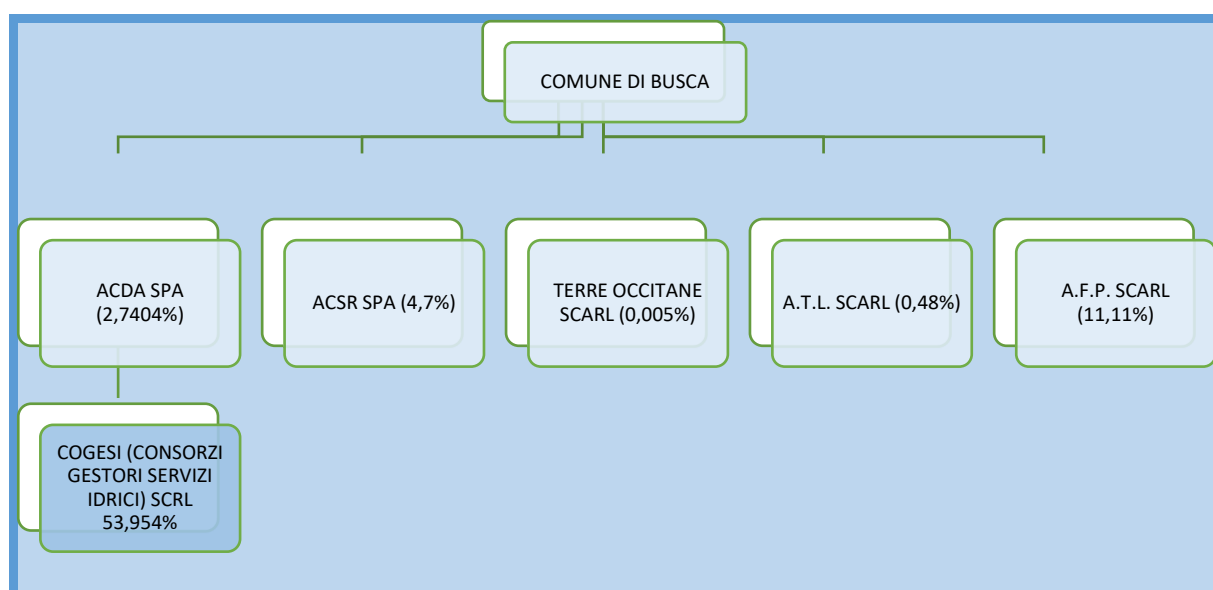 COMUNE DI BUSCA
ACDA SPA
(2,7404%)
ACSR SPA (4,7%)
TERRE OCCITANE
SCARL (0,005%)
A.T.L. SCARL (0,48%)
A.F.P. SCARL
(11,11%)
COGESI (CONSORZI
GESTORI SERVIZI
IDRICI) SCRL
53,954%